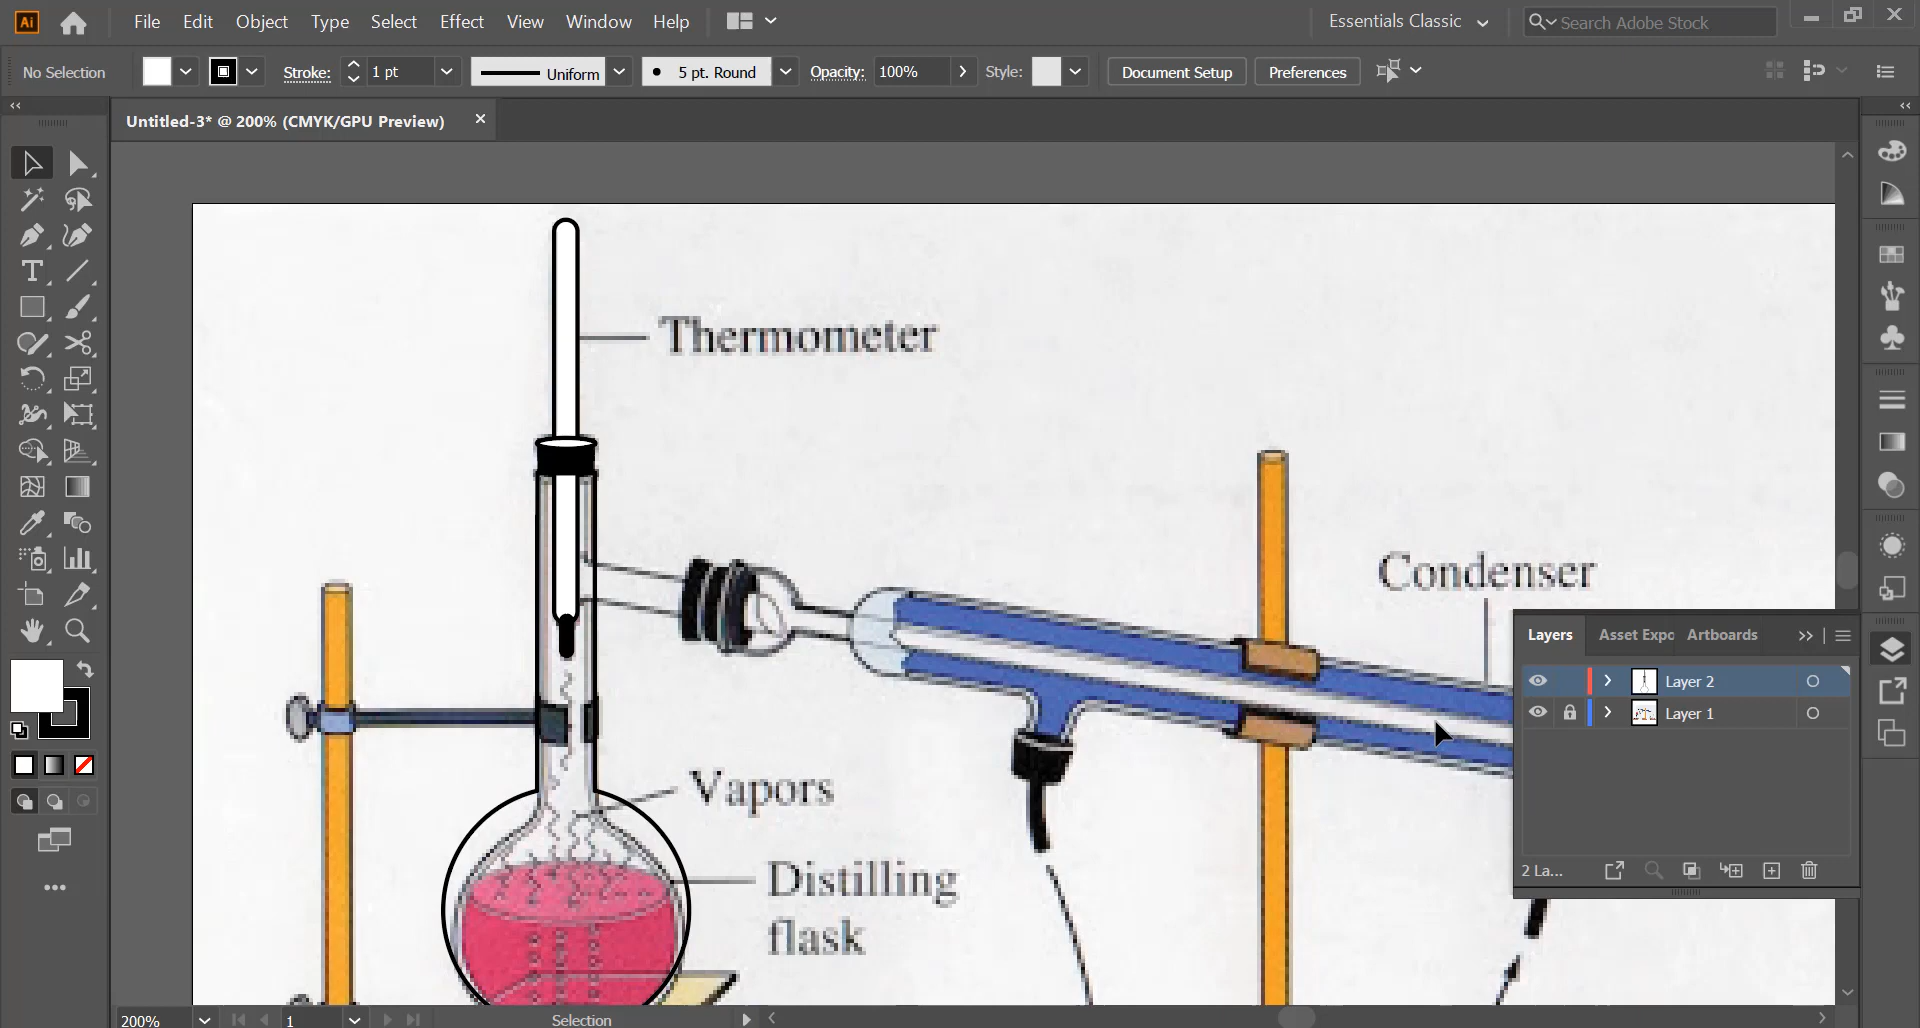 Ai File Edit Object Type Select Effect View Window Help Essentials Classic Search Adobe Stock
No Selection Stroke: 1 pt Uniform 5 pt. Round Opacity: 100% Style: Document Setup Preferences
Untitled-3* @ 200% (CMYK/GPU Preview)
Thermometer
Condenser
Layers Asset Expo Artboards
Layer 2
Layer 1
Vapors
2 La...
Distilling
flask
200% 1 Selection